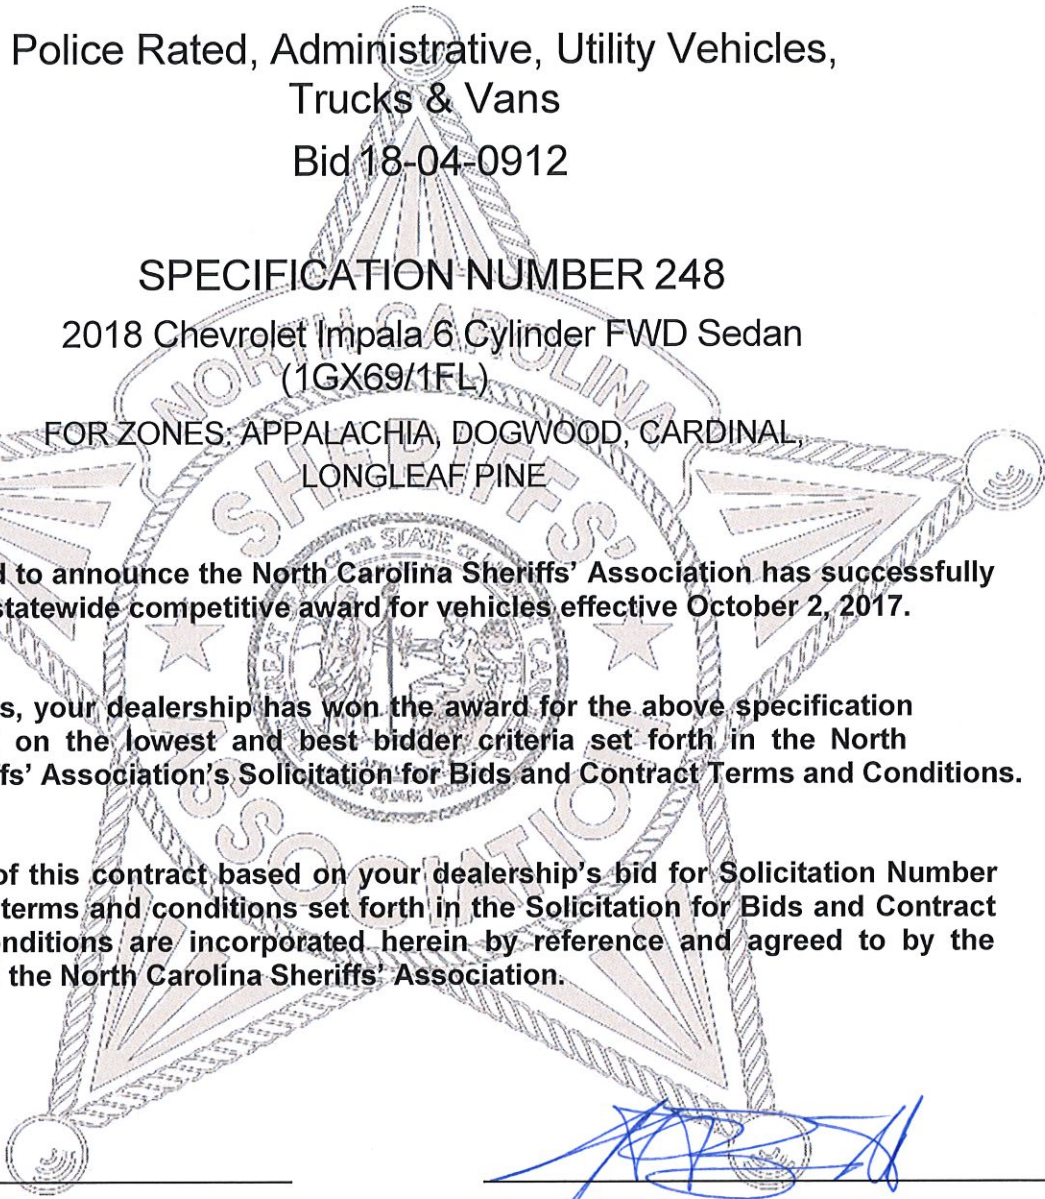 Police Rated, Administrative, Utility Vehicles,
Trucks & Vans
Bid 18-04-0912
SPECIFICATION NUMBER 248
2018 Chevrolet Impala 6 Cylinder FWD Sedan
(1GX69/1FL)
FOR ZONES: APPALACHIA, DOGWOOD, CARDINAL,
LONGLEAF PINE
NORTH CAROLINA
SHERIFFS'
ASSOCIATION
to announce the North Carolina Sheriffs' Association has successfully
statewide competitive award for vehicles effective October 2, 2017.
s, your dealership has won the award for the above specification
on the lowest and best bidder criteria set forth in the North
fs' Association's Solicitation for Bids and Contract Terms and Conditions.
of this contract based on your dealership's bid for Solicitation Number
terms and conditions set forth in the Solicitation for Bids and Contract
nditions are incorporated herein by reference and agreed to by the
the North Carolina Sheriffs' Association.